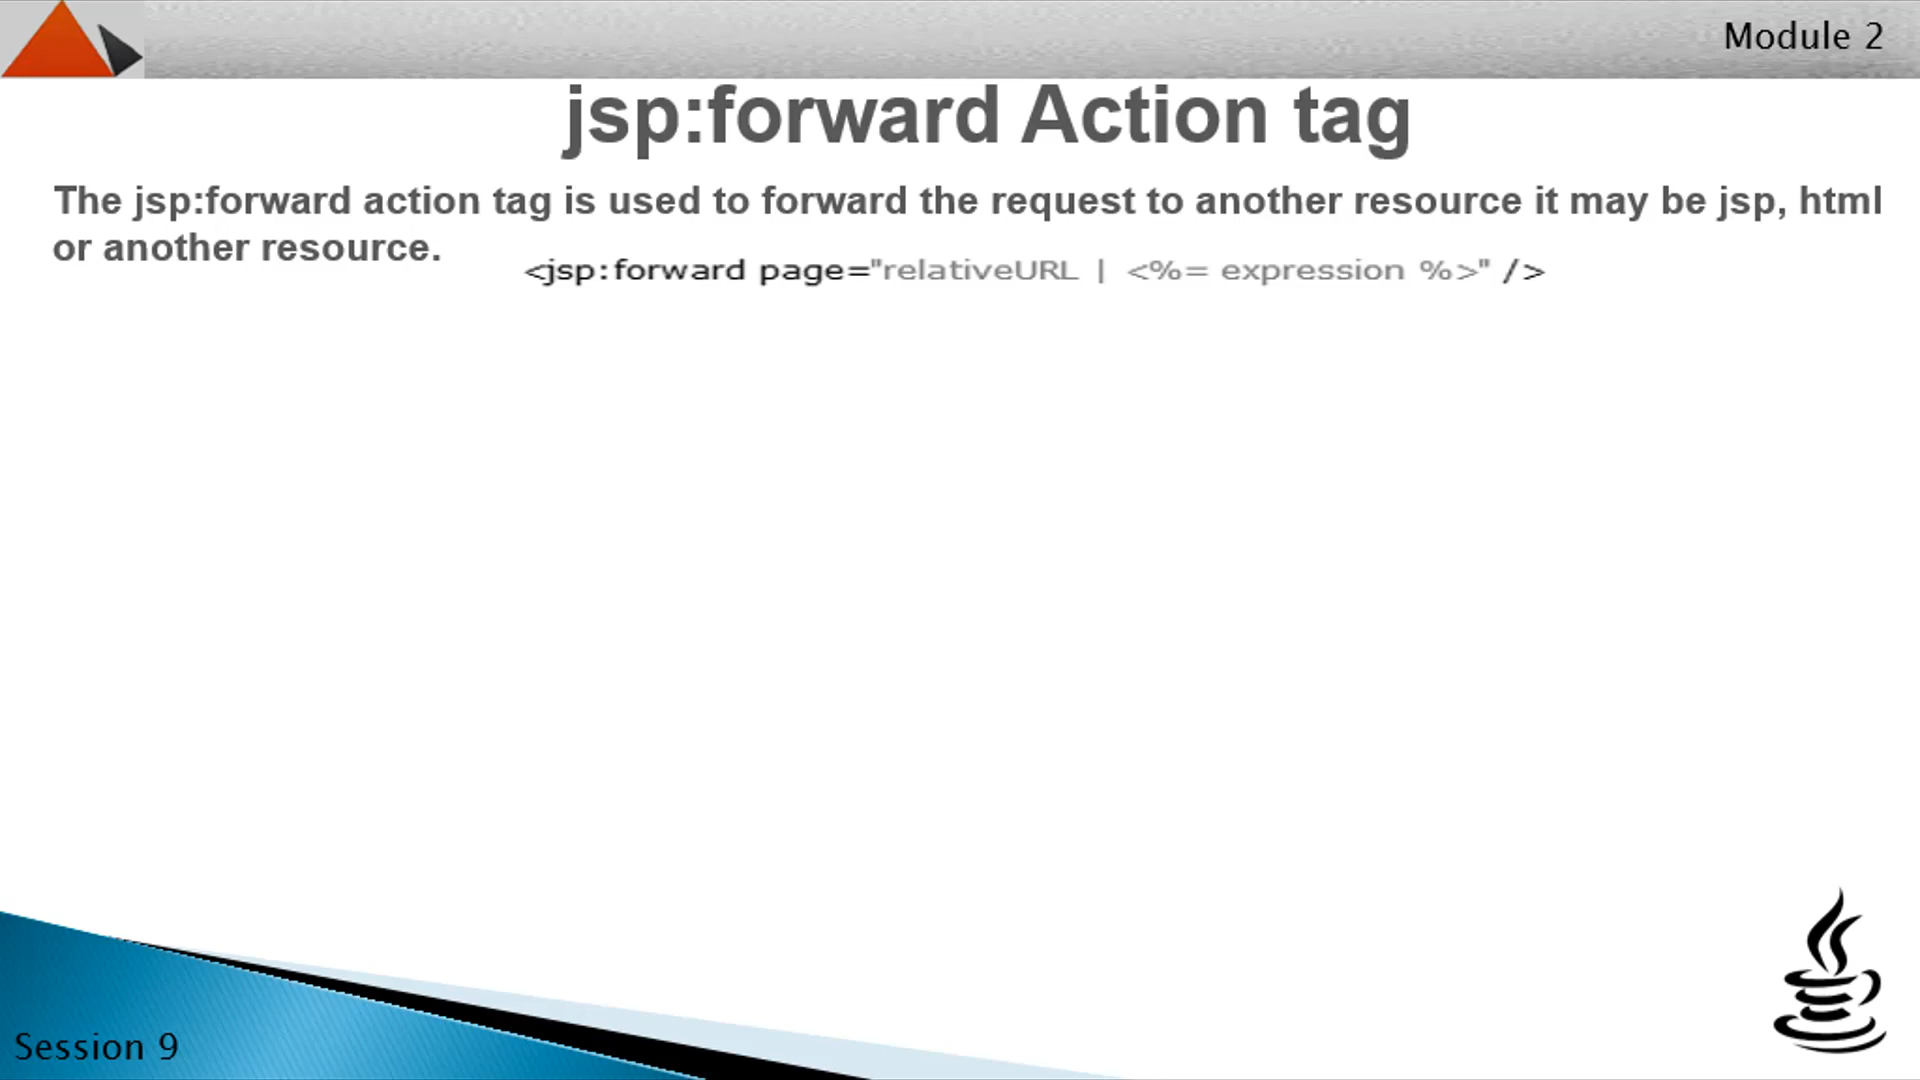 Module 2
jsp:forward Action tag
The jsp:forward action tag is used to forward the request to another resource it may be jsp, html
or another resource.
<jsp:forward page="relativeURL | <%= expression %>" />
Session 9